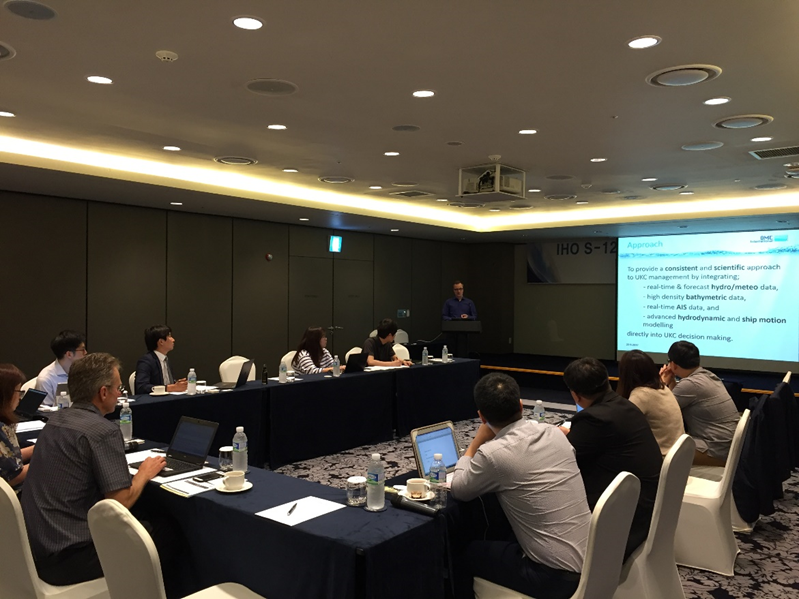 IHO S-12
Approach
To provide a consistent and scientific approach
to UKC management by integrating;
- real-time & forecast hydro/meteo data,
- high density bathymetric data,
- real-time AIS data, and
- advanced hydrodynamic and ship motion
modelling
directly into UKC decision making.